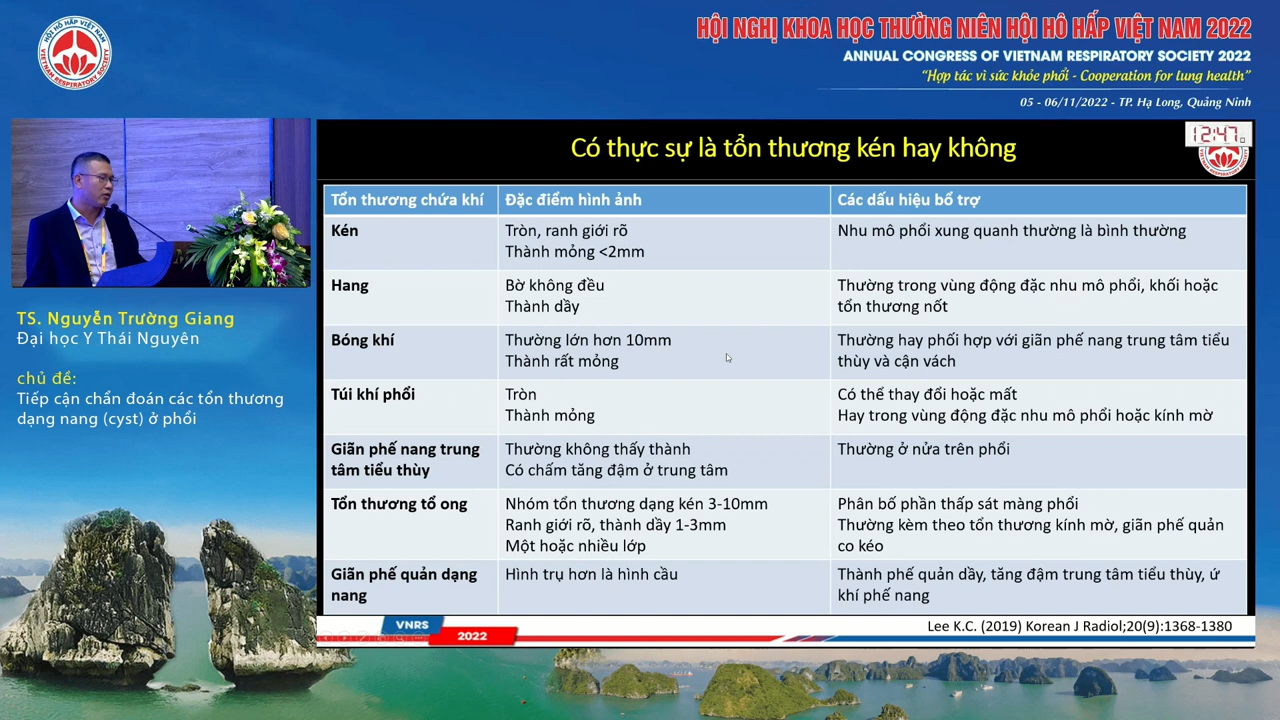 HỘI HÔ HẤP VIỆT NAM
VIETNAM RESPIRATORY SOCIETY
HỘI NGHỊ KHOA HỌC THƯỜNG NIÊN HỘI HÔ HẤP VIỆT NAM 2022
ANNUAL CONGRESS OF VIETNAM RESPIRATORY SOCIETY 2022
“Hợp tác vì sức khỏe phổi - Cooperation for lung health”
05 - 06/11/2022 - TP. Hạ Long, Quảng Ninh
TS. Nguyễn Trường Giang
Đại học Y Thái Nguyên
chủ đề:
Tiếp cận chẩn đoán các tổn thương
dạng nang (cyst) ở phổi
Có thực sự là tổn thương kén hay không
12:47
Tổn thương chứa khí Đặc điểm hình ảnh Các dấu hiệu bổ trợ
Kén Tròn, ranh giới rõ Nhu mô phổi xung quanh thường là bình thường
Thành mỏng <2mm
Hang Bờ không đều Thường trong vùng động đặc nhu mô phổi, khối hoặc
Thành dầy tổn thương nốt
Bóng khí Thường lớn hơn 10mm Thường hay phối hợp với giãn phế nang trung tâm tiểu
Thành rất mỏng thùy và cận vách
Túi khí phổi Tròn Có thể thay đổi hoặc mất
Thành mỏng Hay trong vùng động đặc nhu mô phổi hoặc kính mờ
Giãn phế nang trung Thường không thấy thành Thường ở nửa trên phổi
tâm tiểu thùy Có chấm tăng đậm ở trung tâm
Tổn thương tổ ong Nhóm tổn thương dạng kén 3-10mm Phân bố phần thấp sát màng phổi
Ranh giới rõ, thành dầy 1-3mm Thường kèm theo tổn thương kính mờ, giãn phế quản
Một hoặc nhiều lớp co kéo
Giãn phế quản dạng Hình trụ hơn là hình cầu Thành phế quản dầy, tăng đậm trung tâm tiểu thùy, ứ
nang khí phế nang
Lee K.C. (2019) Korean J Radiol;20(9):1368-1380
VNRS
2022